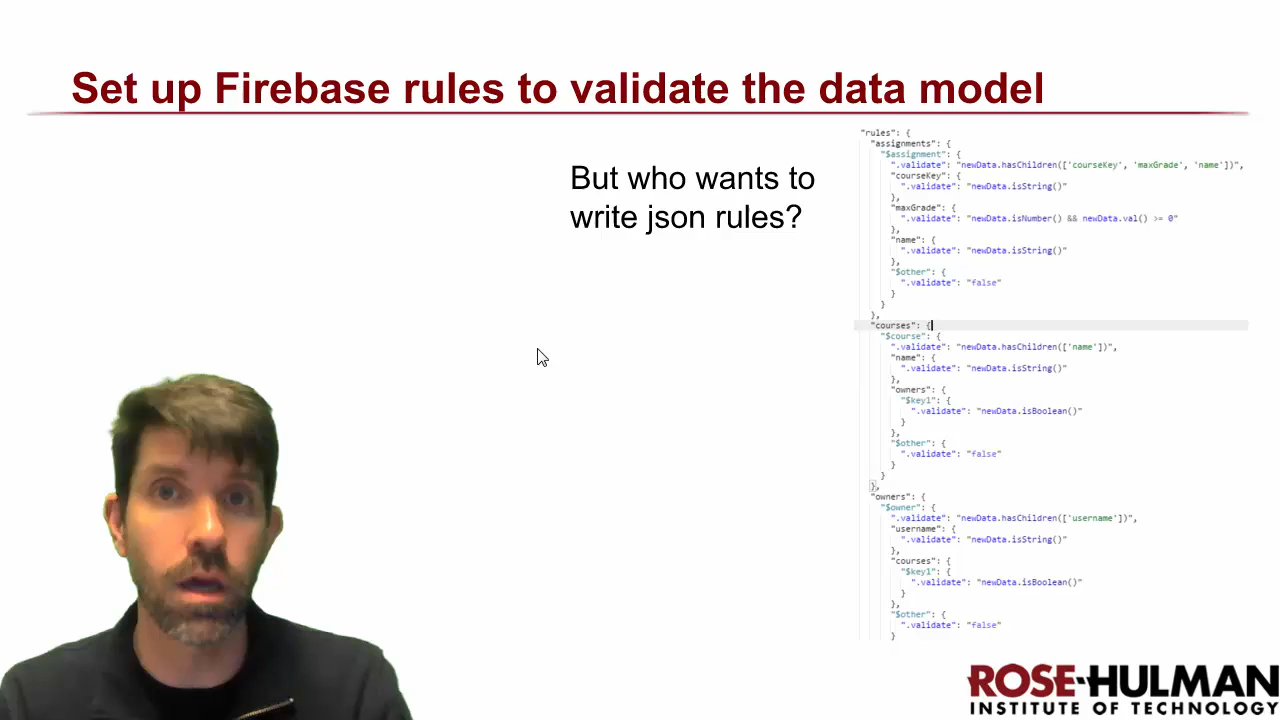 Set up Firebase rules to validate the data model
But who wants to
write json rules?
"rules": {
"assignments": {
"$assignment": {
".validate": "newData.hasChildren(['courseKey', 'maxGrade', 'name'])",
"courseKey": {
".validate": "newData.isString()"
},
"maxGrade": {
".validate": "newData.isNumber() && newData.val() >= 0"
},
"name": {
".validate": "newData.isString()"
},
"$other": {
".validate": "false"
}
}
},
"courses": {
"$course": {
".validate": "newData.hasChildren(['name'])",
"name": {
".validate": "newData.isString()"
},
"owners": {
"$key1": {
".validate": "newData.isBoolean()"
}
},
"$other": {
".validate": "false"
}
}
},
"owners": {
"$owner": {
".validate": "newData.hasChildren(['username'])",
"username": {
".validate": "newData.isString()"
},
"courses": {
"$key1": {
".validate": "newData.isBoolean()"
}
},
"$other": {
".validate": "false"
}
ROSE-HULMAN
INSTITUTE OF TECHNOLOGY